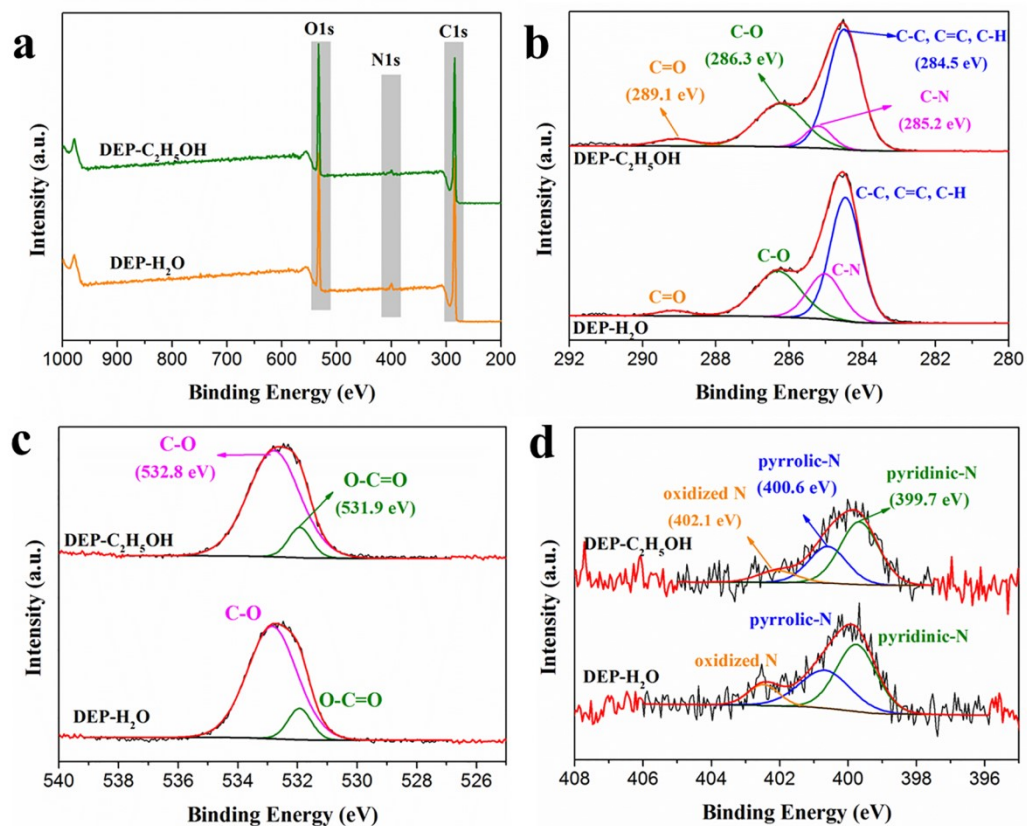 a
O1s
N1s
C1s
DEP-C₂H₅OH
DEP-H₂O
Intensity (a.u.)
1000 900 800 700 600 500 400 300 200
Binding Energy (eV)
b
C=O
(289.1 eV)
C-O
(286.3 eV)
C-C, C=C, C-H
(284.5 eV)
C-N
(285.2 eV)
DEP-C₂H₅OH
C-C, C=C, C-H
C-O
C-N
C=O
DEP-H₂O
Intensity (a.u.)
292 290 288 286 284 282 280
Binding Energy (eV)
c
C-O
(532.8 eV)
O-C=O
(531.9 eV)
DEP-C₂H₅OH
C-O
O-C=O
DEP-H₂O
Intensity (a.u.)
540 538 536 534 532 530 528 526
Binding Energy (eV)
d
oxidized N
(402.1 eV)
pyrrolic-N
(400.6 eV)
pyridinic-N
(399.7 eV)
DEP-C₂H₅OH
pyrrolic-N
pyridinic-N
oxidized N
DEP-H₂O
Intensity (a.u.)
408 406 404 402 400 398 396
Binding Energy (eV)